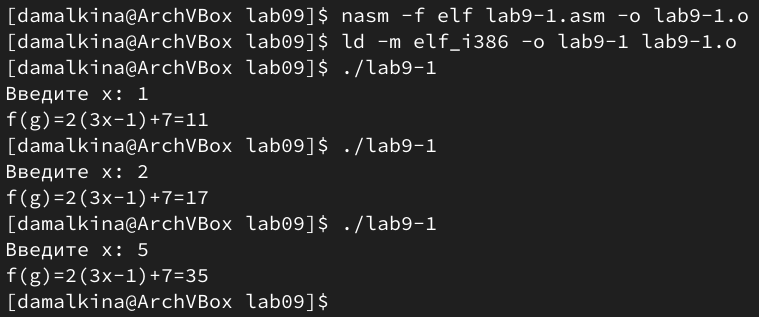 [damalkina@ArchVBox lab09]$ nasm -f elf lab9-1.asm -o lab9-1.o
[damalkina@ArchVBox lab09]$ ld -m elf_i386 -o lab9-1 lab9-1.o
[damalkina@ArchVBox lab09]$ ./lab9-1
Введите x: 1
f(g)=2(3x-1)+7=11
[damalkina@ArchVBox lab09]$ ./lab9-1
Введите x: 2
f(g)=2(3x-1)+7=17
[damalkina@ArchVBox lab09]$ ./lab9-1
Введите x: 5
f(g)=2(3x-1)+7=35
[damalkina@ArchVBox lab09]$